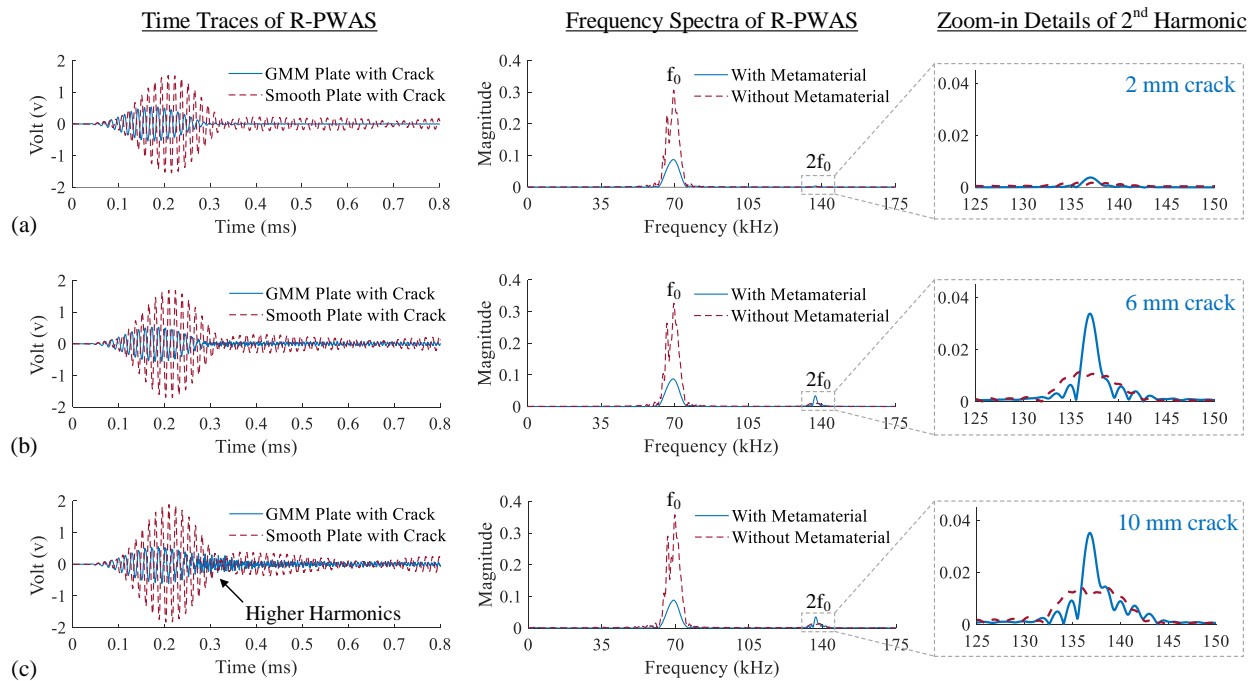 Time Traces of R-PWAS
Frequency Spectra of R-PWAS
Zoom-in Details of 2nd Harmonic
(a)
Volt (v)
2
1
0
-1
-2
GMM Plate with Crack
Smooth Plate with Crack
0 0.1 0.2 0.3 0.4 0.5 0.6 0.7 0.8
Time (ms)
Magnitude
0.4
0.3
0.2
0.1
0
f0
With Metamaterial
Without Metamaterial
2f0
0 35 70 105 140 175
Frequency (kHz)
2 mm crack
0.04
0.02
0
125 130 135 140 145 150
(b)
Volt (v)
2
1
0
-1
-2
GMM Plate with Crack
Smooth Plate with Crack
0 0.1 0.2 0.3 0.4 0.5 0.6 0.7 0.8
Time (ms)
Magnitude
0.4
0.3
0.2
0.1
0
f0
With Metamaterial
Without Metamaterial
2f0
0 35 70 105 140 175
Frequency (kHz)
6 mm crack
0.04
0.02
0
125 130 135 140 145 150
(c)
Volt (v)
2
1
0
-1
-2
GMM Plate with Crack
Smooth Plate with Crack
Higher Harmonics
0 0.1 0.2 0.3 0.4 0.5 0.6 0.7 0.8
Time (ms)
Magnitude
0.4
0.3
0.2
0.1
0
f0
With Metamaterial
Without Metamaterial
2f0
0 35 70 105 140 175
Frequency (kHz)
10 mm crack
0.04
0.02
0
125 130 135 140 145 150